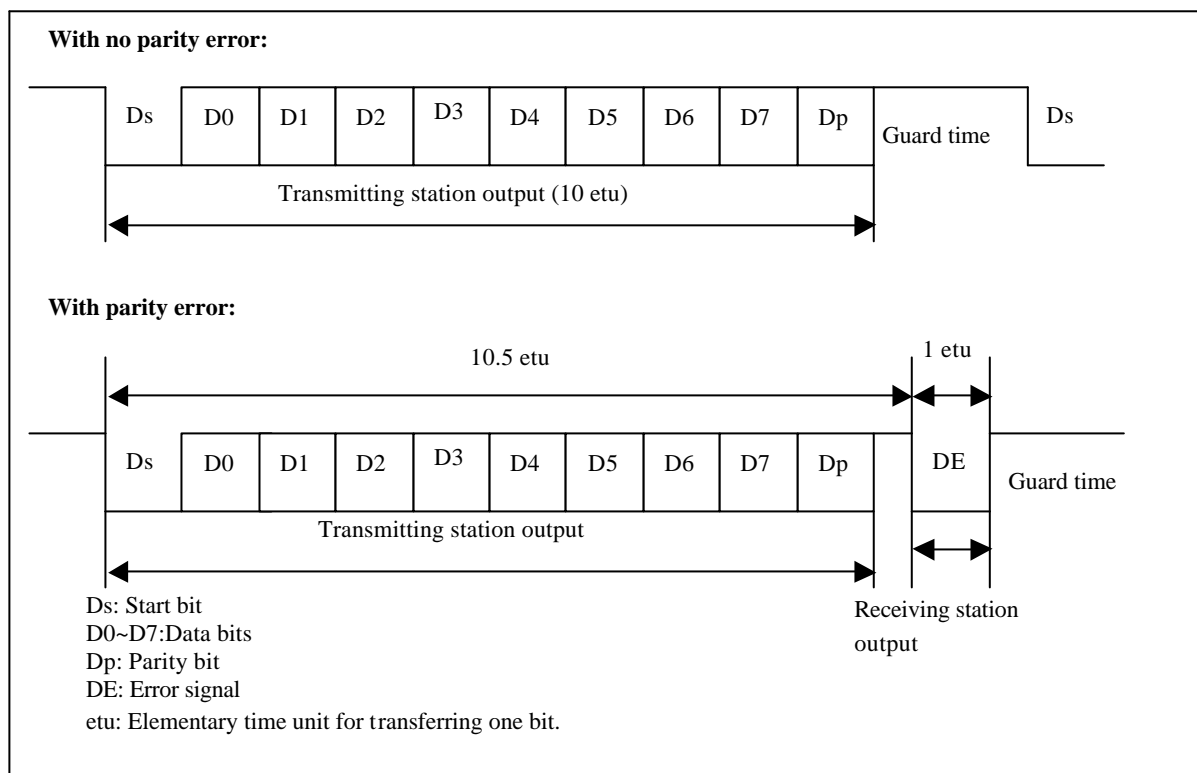 With no parity error:
Ds D0 D1 D2 D3 D4 D5 D6 D7 Dp Guard time Ds
Transmitting station output (10 etu)
With parity error:
10.5 etu 1 etu
Ds D0 D1 D2 D3 D4 D5 D6 D7 Dp DE Guard time
Transmitting station output
Ds: Start bit
D0~D7:Data bits
Dp: Parity bit
DE: Error signal
etu: Elementary time unit for transferring one bit.
Receiving station
output